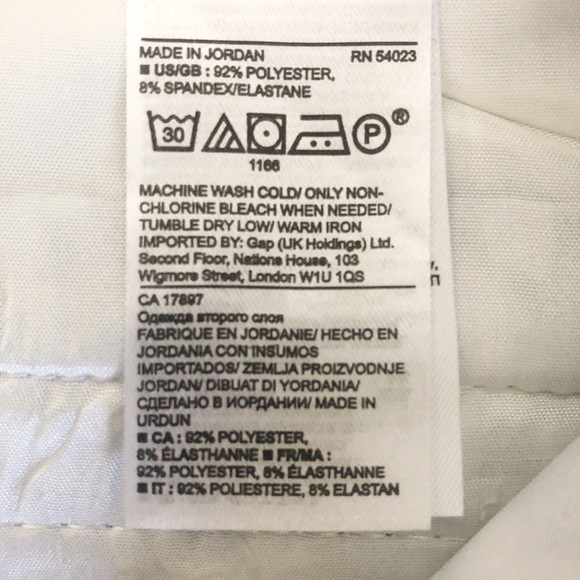 MADE IN JORDAN RN 54023
■ US/GB : 92% POLYESTER,
8% SPANDEX/ELASTANE
30 P ®
1166
MACHINE WASH COLD/ ONLY NON-
CHLORINE BLEACH WHEN NEEDED/
TUMBLE DRY LOW/ WARM IRON
IMPORTED BY: Gap (UK Holdings) Ltd.
Second Floor, Nations House, 103
Wigmore Street, London W1U 1QS
CA 17897
Одежда второго слоя
FABRIQUE EN JORDANIE/ HECHO EN
JORDANIA CON INSUMOS
IMPORTADOS/ ZEMLJA PROIZVODNJE
JORDAN/ DIBUAT DI YORDANIA/
СДЕЛАНО В ИОРДАНИИ/ MADE IN
URDUN
■ CA : 92% POLYESTER,
8% ÉLASTHANNE ■ FR/MA :
92% POLYESTER, 8% ÉLASTHANNE
■ IT : 92% POLIESTERE, 8% ELASTAN